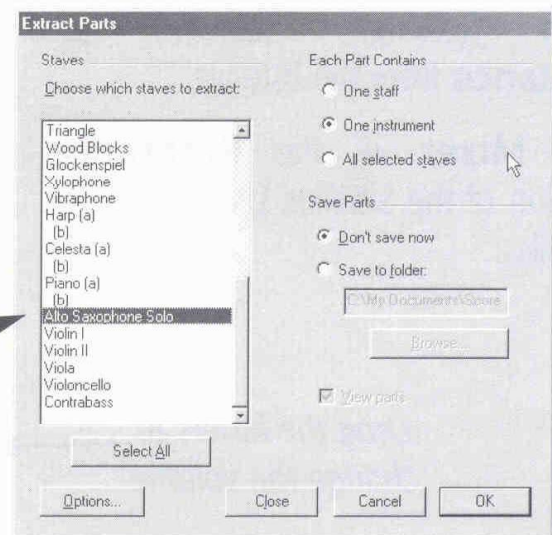 Extract Parts
Staves
Choose which staves to extract:
Triangle
Wood Blocks
Glockenspiel
Xylophone
Vibraphone
Harp (a)
(b)
Celesta (a)
(b)
Piano (a)
(b)
Alto Saxophone Solo
Violin I
Violin II
Viola
Violoncello
Contrabass
Select All
Options...
Each Part Contains
One staff
One instrument
All selected staves
Save Parts
Don't save now
Save to folder:
C:\My Documents\Score
Browse...
View parts
Close
Cancel
OK